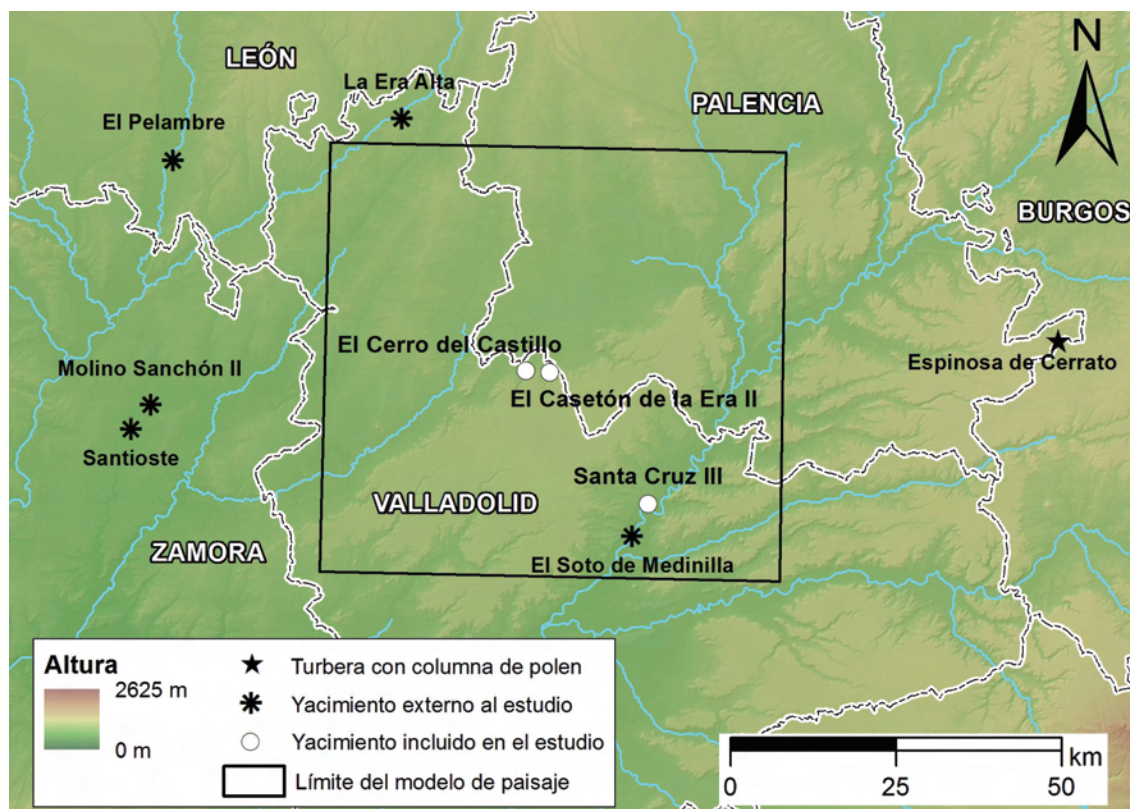 N
LEÓN
La Era Alta
PALENCIA
El Pelambre
BURGOS
El Cerro del Castillo
Espinosa de Cerrato
Molino Sanchón II
El Casetón de la Era II
Santioste
Santa Cruz III
VALLADOLID
ZAMORA
El Soto de Medinilla
Altura
2625 m
0 m
Turbera con columna de polen
Yacimiento externo al estudio
Yacimiento incluido en el estudio
Límite del modelo de paisaje
km
0 25 50